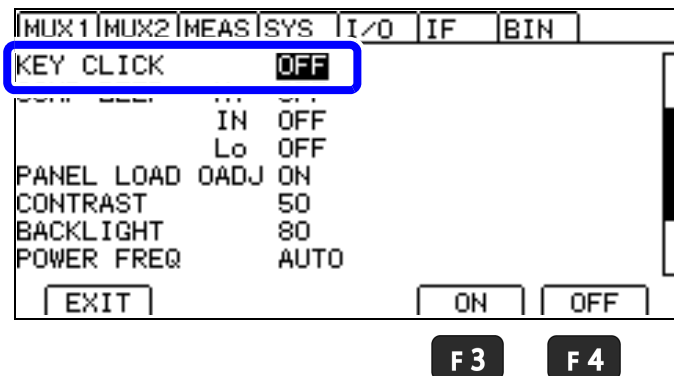 MUX1 MUX2 MEAS SYS I/O IF BIN
KEY CLICK OFF
IN OFF
Lo OFF
PANEL LOAD 0ADJ ON
CONTRAST 50
BACKLIGHT 80
POWER FREQ AUTO
EXIT ON OFF
F3 F4